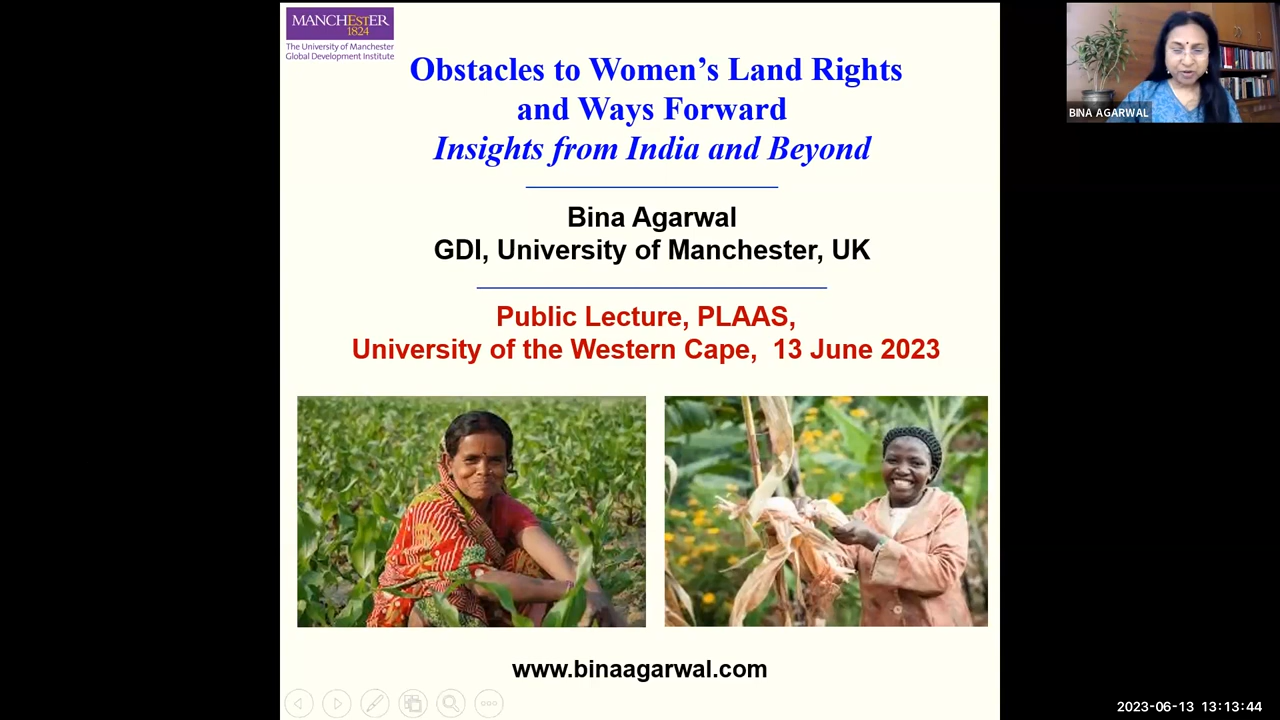 MANCHESTER
1824
The University of Manchester
Global Development Institute
Obstacles to Women's Land Rights
and Ways Forward
Insights from India and Beyond
Bina Agarwal
GDI, University of Manchester, UK
Public Lecture, PLAAS,
University of the Western Cape,  13 June 2023
www.binaagarwal.com
BINA AGARWAL
2023-06-13 13:13:44